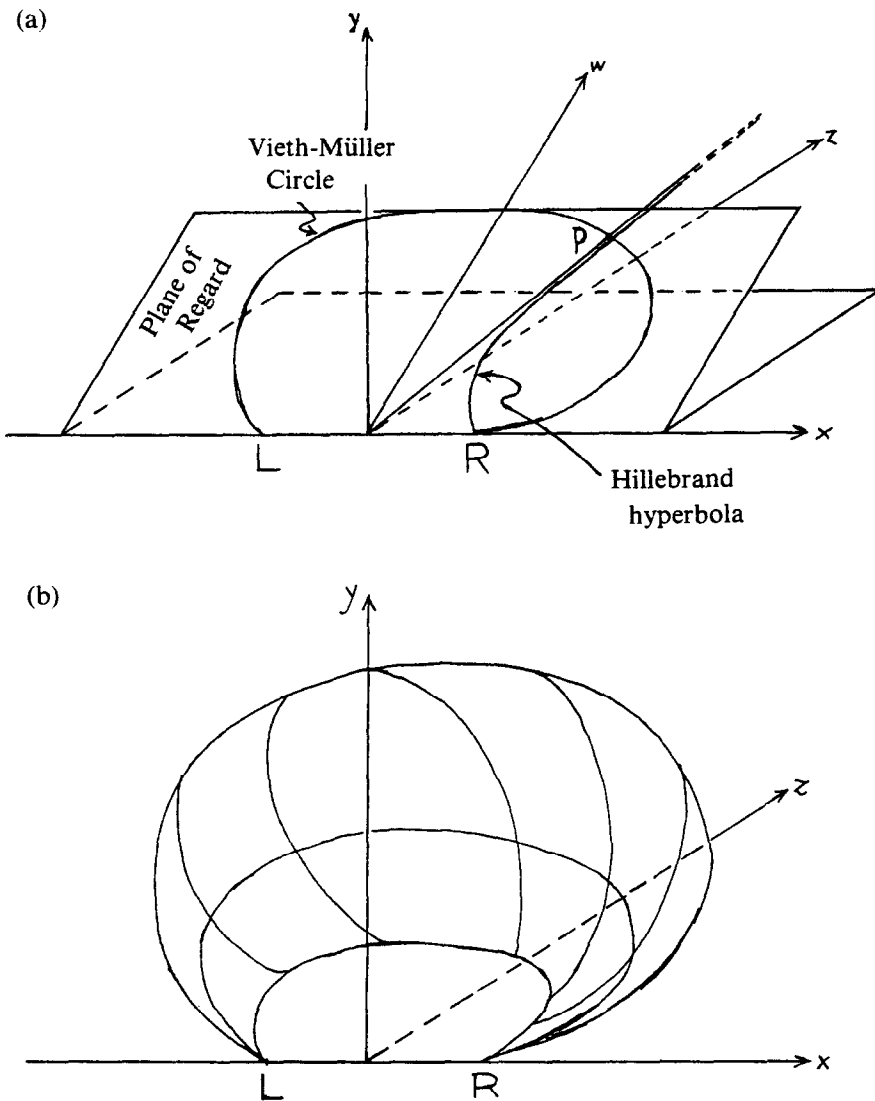 (a)
y
w
z
Vieth-Müller
Circle
p
Plane of
Regard
x
L
R
Hillebrand
hyperbola
(b)
y
z
x
L
R